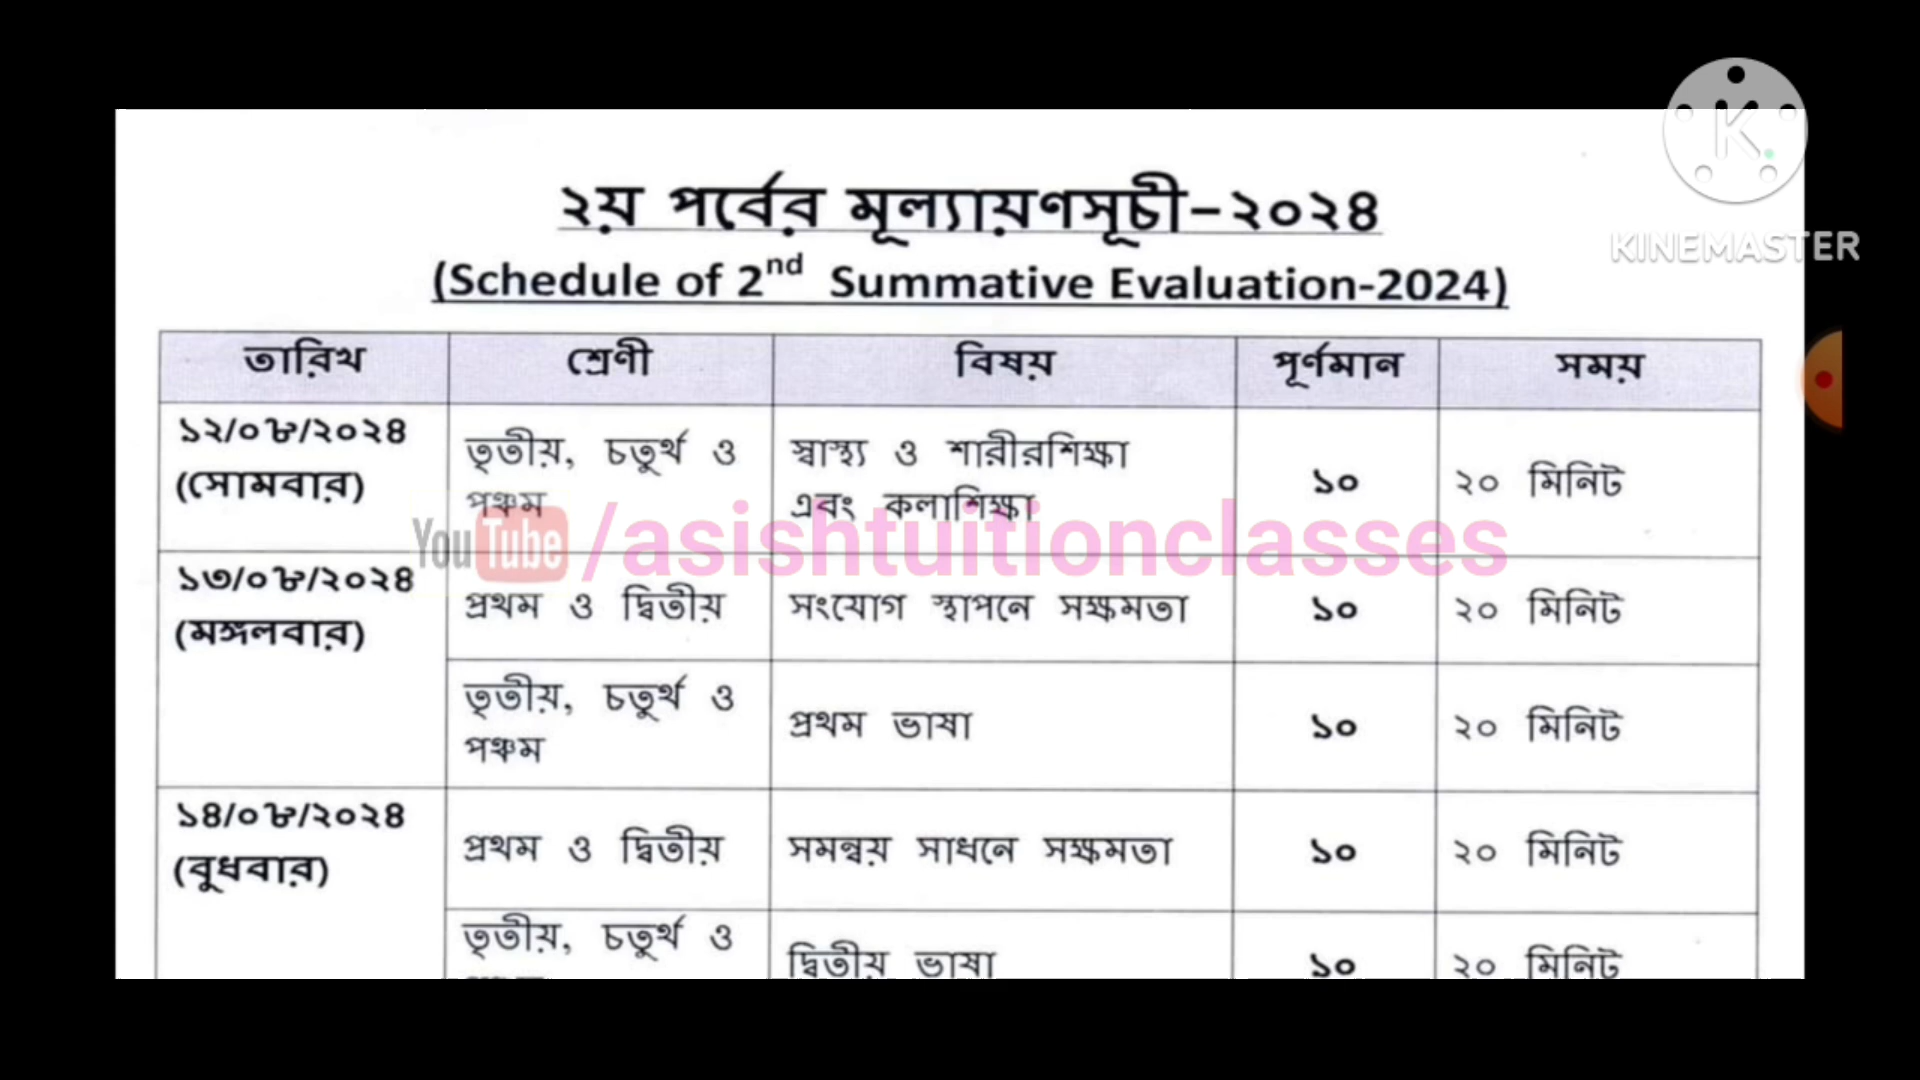 ২য় পর্বের মূল্যায়ণসূচী-২০২৪
(Schedule of 2nd Summative Evaluation-2024)
KINEMASTER
তারিখ শ্রেণী বিষয় পূর্ণমান সময়
১২/০৮/২০২৪
(সোমবার)
তৃতীয়, চতুর্থ ও
পঞ্চম
স্বাস্থ্য ও শারীরশিক্ষা
এবং কলাশিক্ষা
১০
২০ মিনিট
YouTube /asishtuitionclasses
১৩/০৮/২০২৪
(মঙ্গলবার)
প্রথম ও দ্বিতীয় সংযোগ স্থাপনে সক্ষমতা ১০ ২০ মিনিট
তৃতীয়, চতুর্থ ও
পঞ্চম
প্রথম ভাষা ১০ ২০ মিনিট
১৪/০৮/২০২৪
(বুধবার)
প্রথম ও দ্বিতীয় সমন্বয় সাধনে সক্ষমতা ১০ ২০ মিনিট
তৃতীয়, চতুর্থ ও
দ্বিতীয় ভাষা ১০ ২০ মিনিট